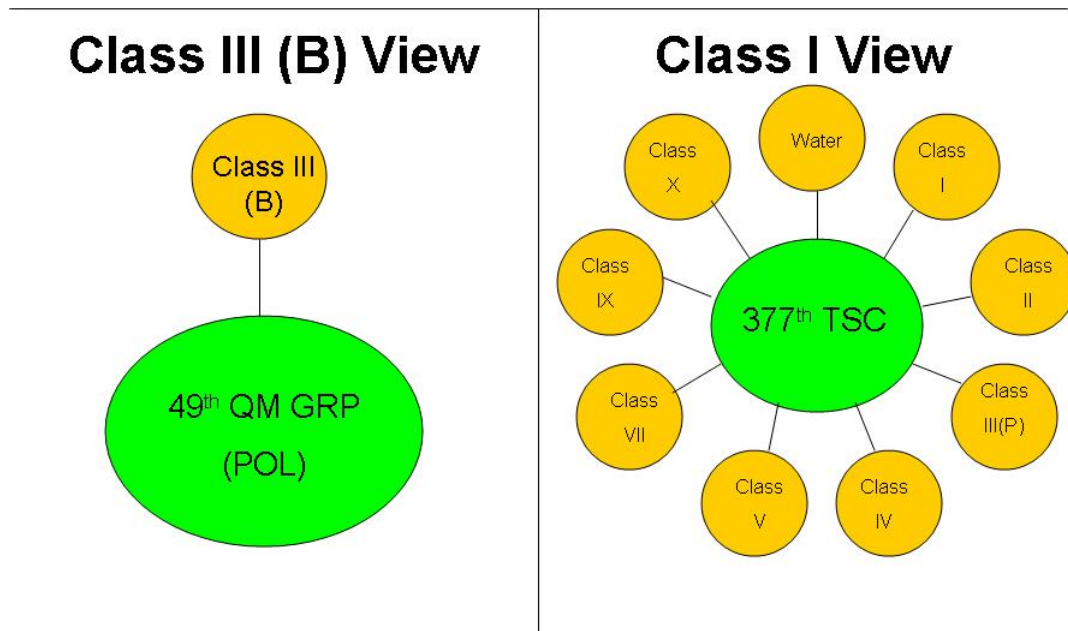 Class III (B) View
Class III
(B)
49th QM GRP
(POL)
Class I View
Water
Class
I
Class
II
Class
III(P)
Class
IV
Class
V
Class
VII
Class
IX
Class
X
377th TSC